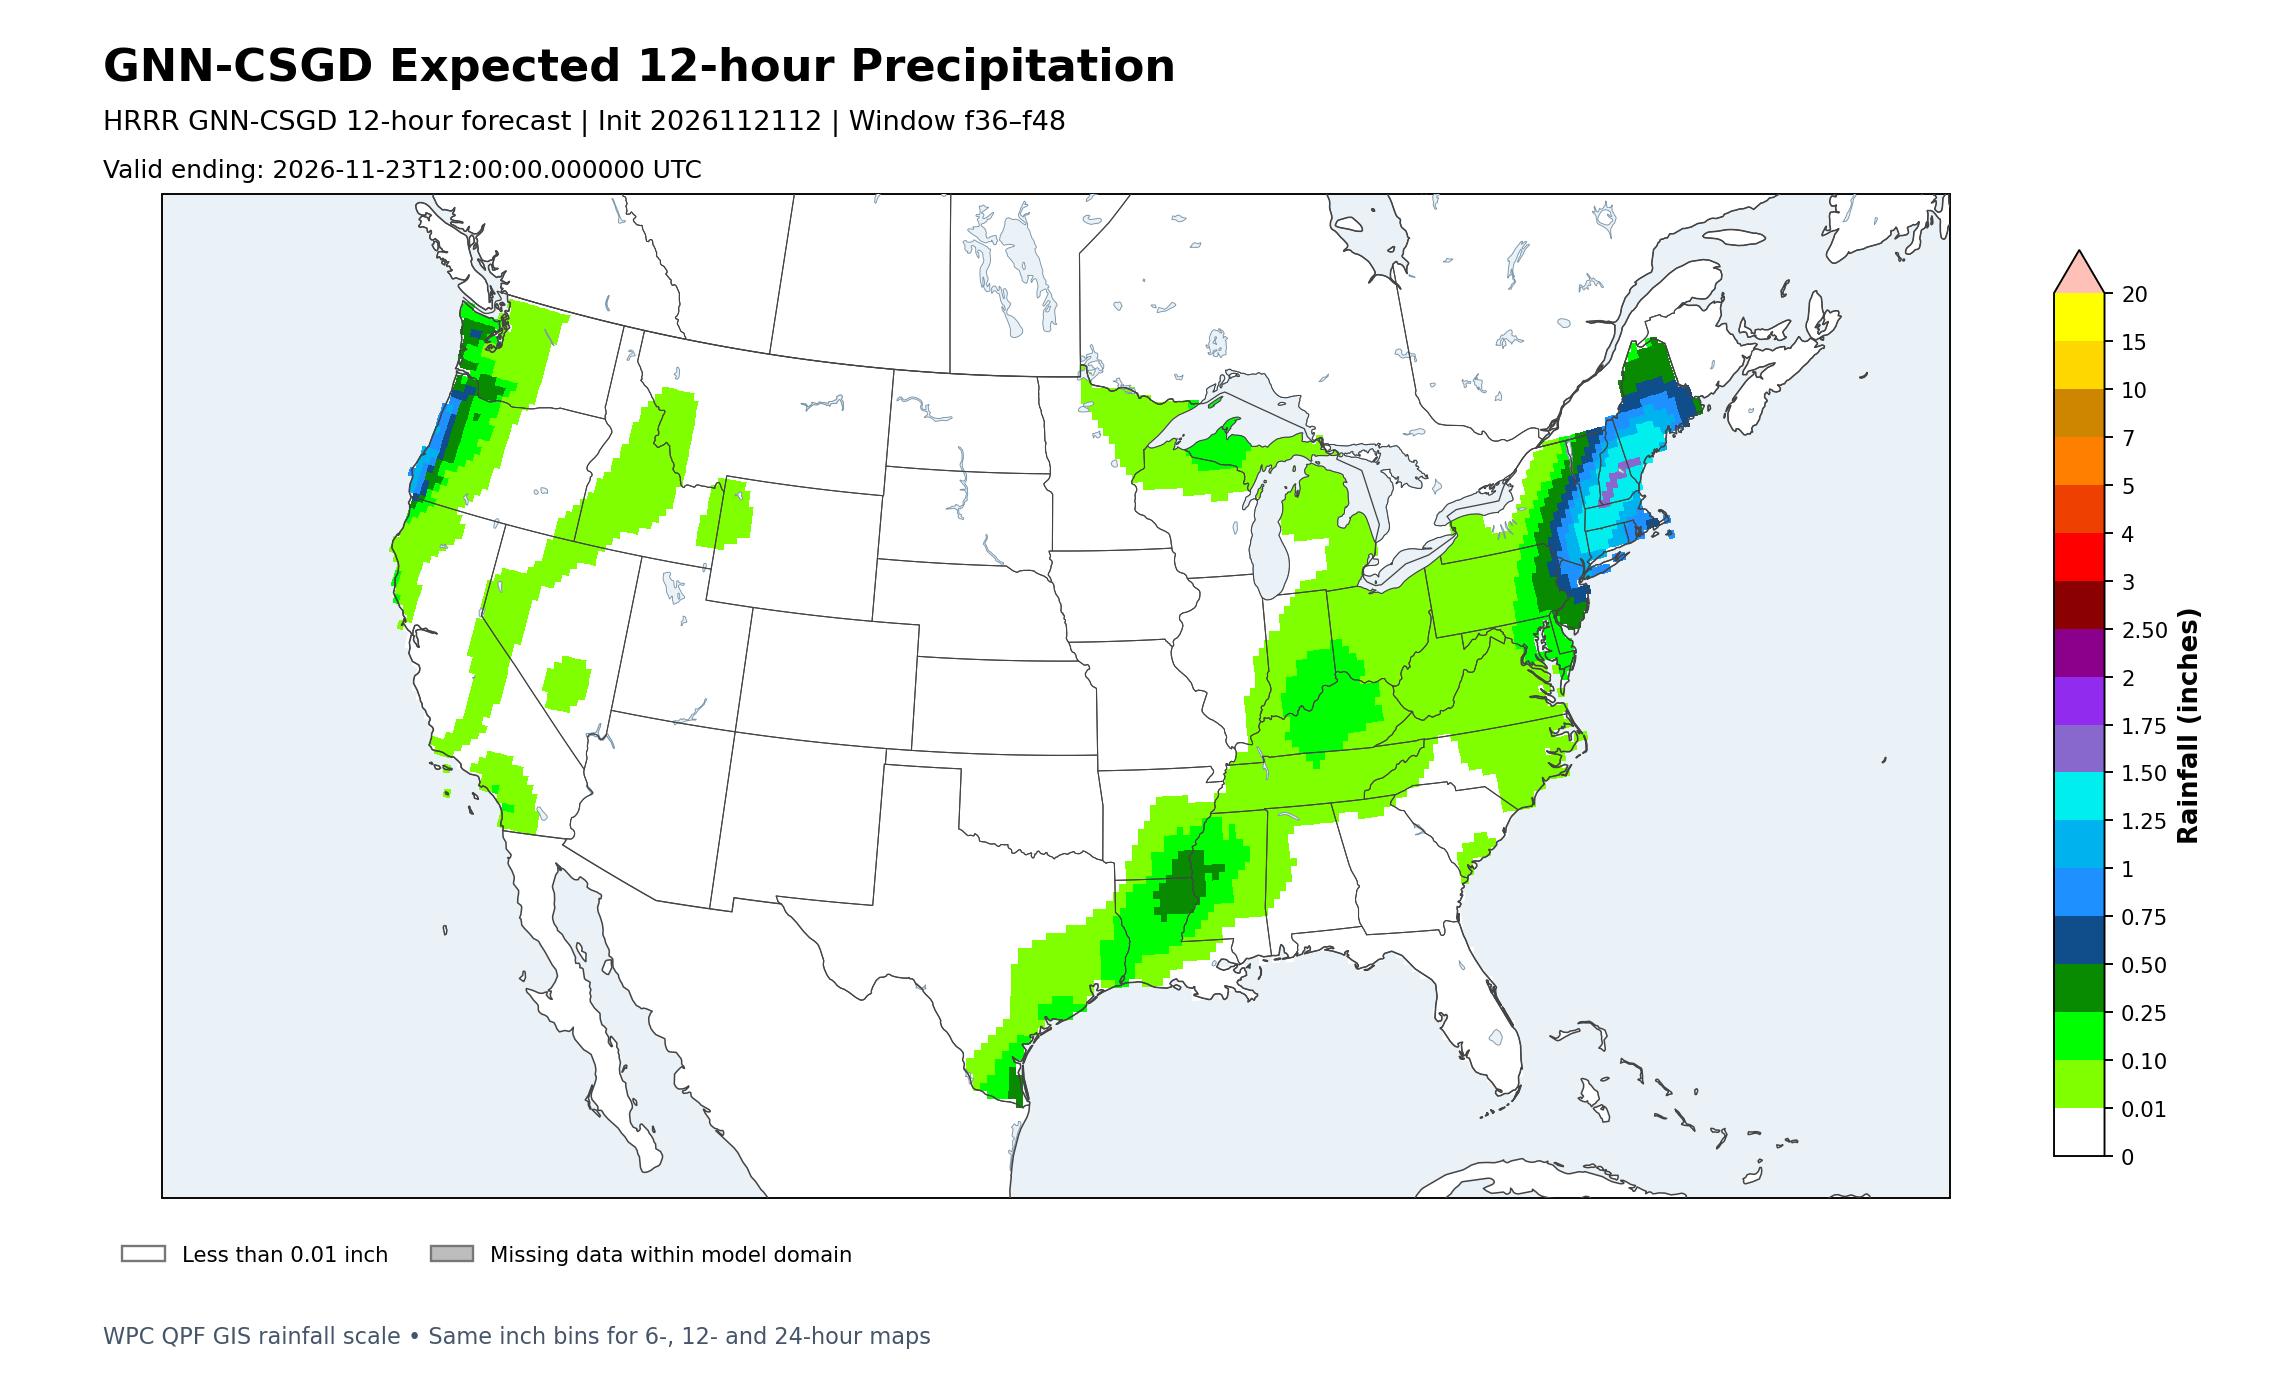 GNN-CSGD Expected 12-hour Precipitation
HRRR GNN-CSGD 12-hour forecast | Init 2026112112 | Window f36–f48
Valid ending: 2026-11-23T12:00:00.000000 UTC
20
15
10
7
5
4
3
2.50
2
1.75
1.50
1.25
1
0.75
0.50
0.25
0.10
0.01
0
Rainfall (inches)
Less than 0.01 inch
Missing data within model domain
WPC QPF GIS rainfall scale • Same inch bins for 6-, 12- and 24-hour maps